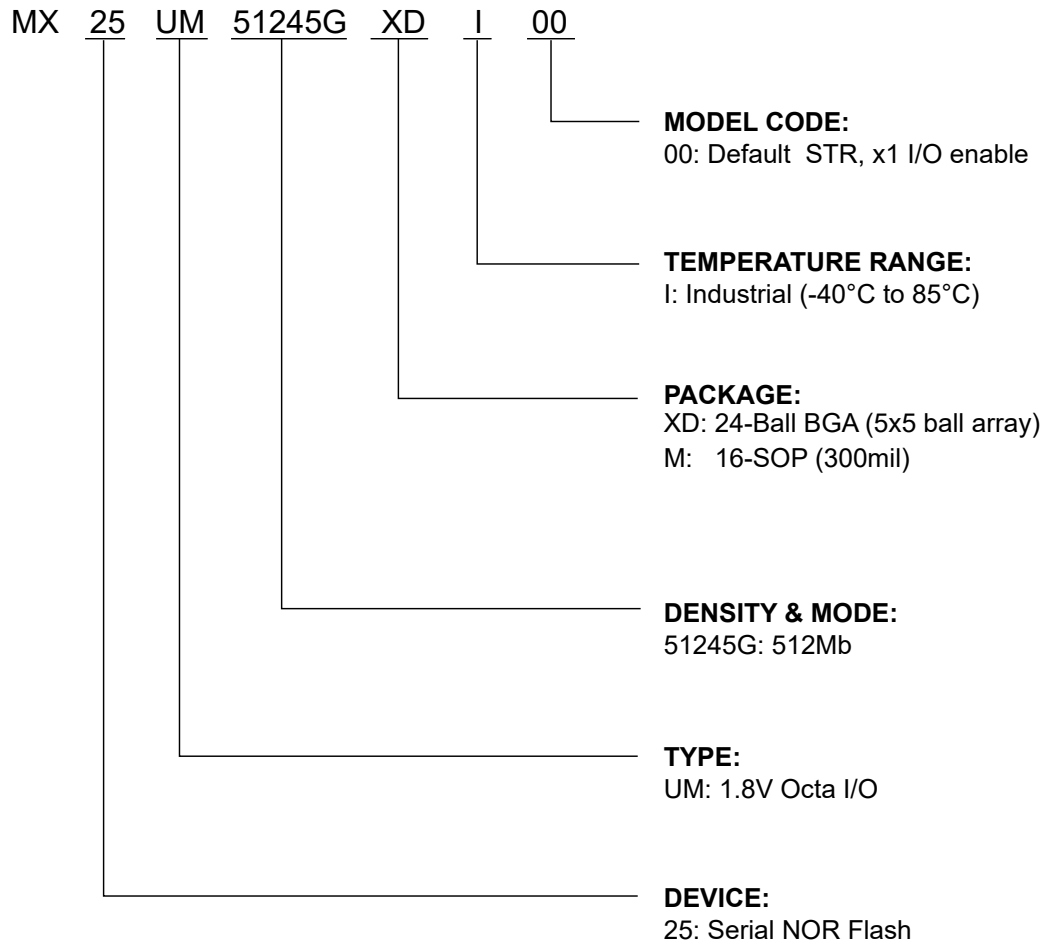 MX 25 UM 51245G XD I 00
MODEL CODE:
00: Default STR, x1 I/O enable
TEMPERATURE RANGE:
I: Industrial (-40°C to 85°C)
PACKAGE:
XD: 24-Ball BGA (5x5 ball array)
M: 16-SOP (300mil)
DENSITY & MODE:
51245G: 512Mb
TYPE:
UM: 1.8V Octa I/O
DEVICE:
25: Serial NOR Flash